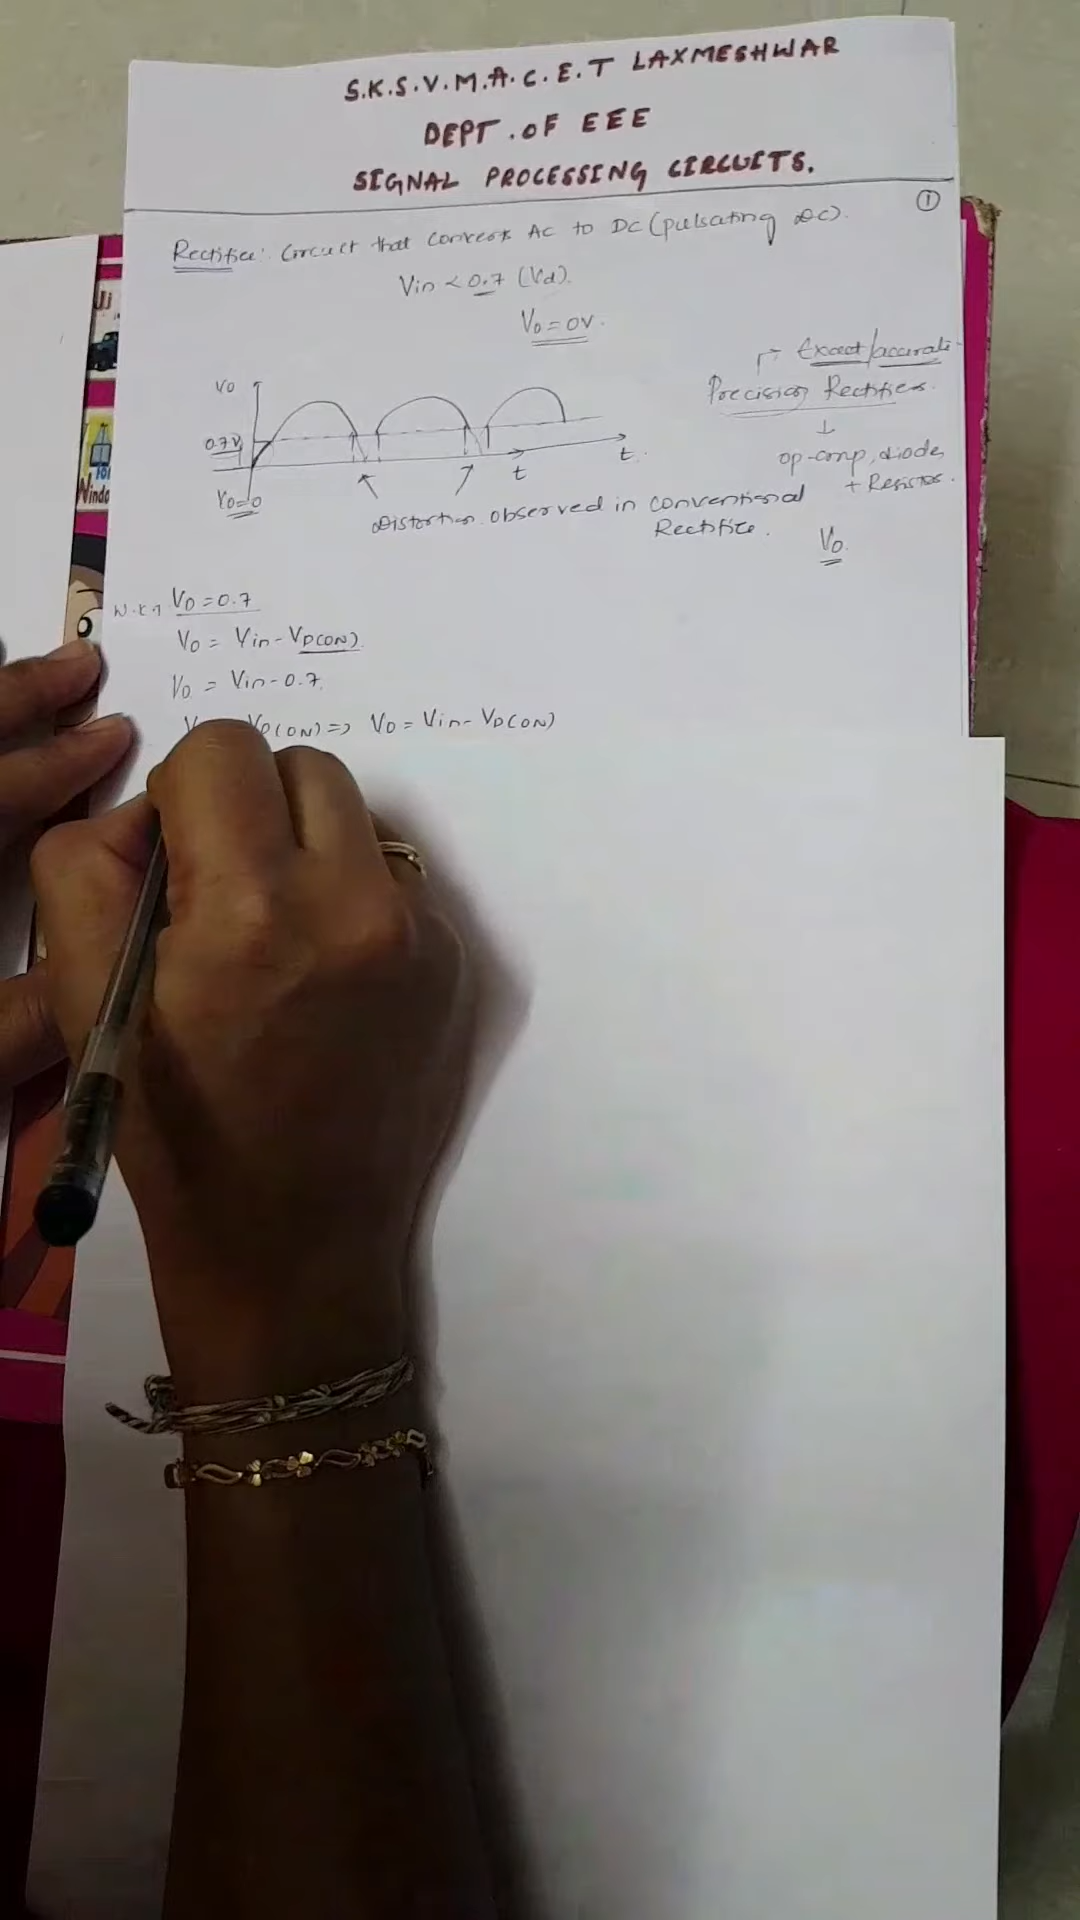 S.K.S.V.M.A.C.E.T LAXMESHWAR
DEPT. OF EEE
SIGNAL PROCESSING CIRCUITS.
①
Rectifier: Circuit that converts AC to DC (pulsating DC).
Vin < 0.7 (Vd).
Vo = 0V.
Exact/accurate
Precision Rectifiers.
↓
op-amp, diode,
+ Resistor.
Vo.
Vo
0.7V
Vo=0
t
t.
Distortion observed in conventional
Rectifier.
W.K.T VD = 0.7
Vo = Vin - VD(ON)
Vo = Vin - 0.7
VD(ON) => Vo = Vin - VD(ON)
Ji
Windo